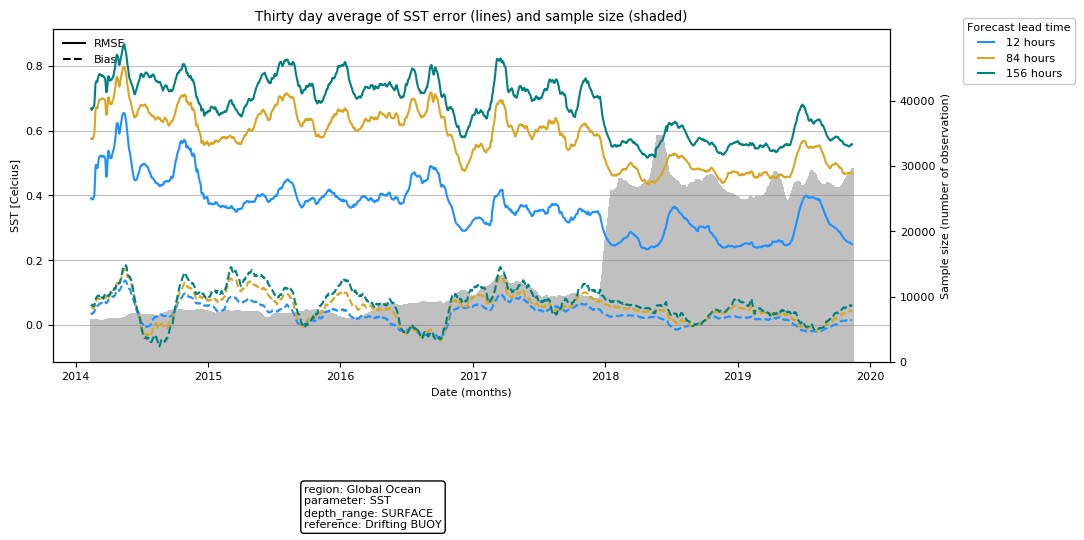 Thirty day average of SST error (lines) and sample size (shaded)
RMSE
Bias
Forecast lead time
12 hours
84 hours
156 hours
SST [Celcius]
0.8
0.6
0.4
0.2
0.0
40000
30000
20000
10000
0
Sample size (number of observation)
2014 2015 2016 2017 2018 2019 2020
Date (months)
region: Global Ocean
parameter: SST
depth_range: SURFACE
reference: Drifting BUOY